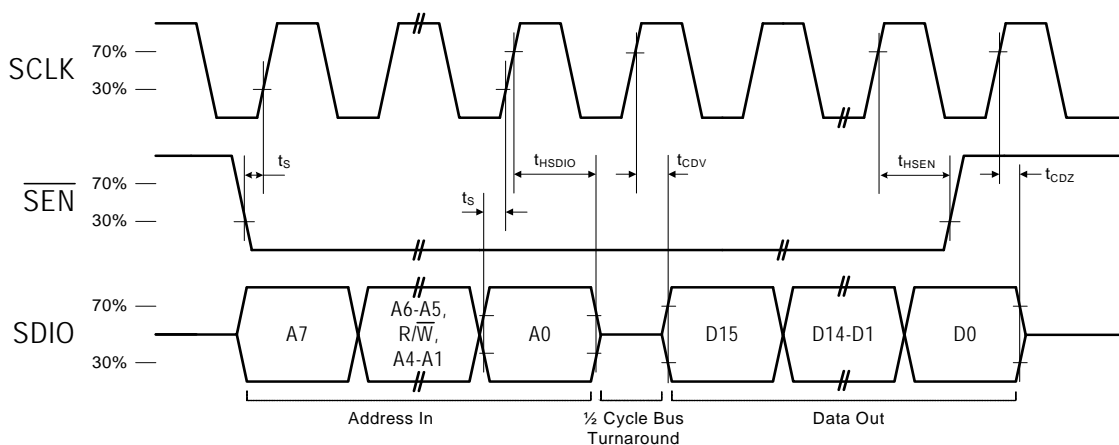 SCLK
70%
30%
SEN
70%
30%
tS
tS
tHSDIO
tCDV
tHSEN
tCDZ
SDIO
70%
30%
A7
A6-A5,
R/W,
A4-A1
A0
D15
D14-D1
D0
Address In
½ Cycle Bus
Turnaround
Data Out